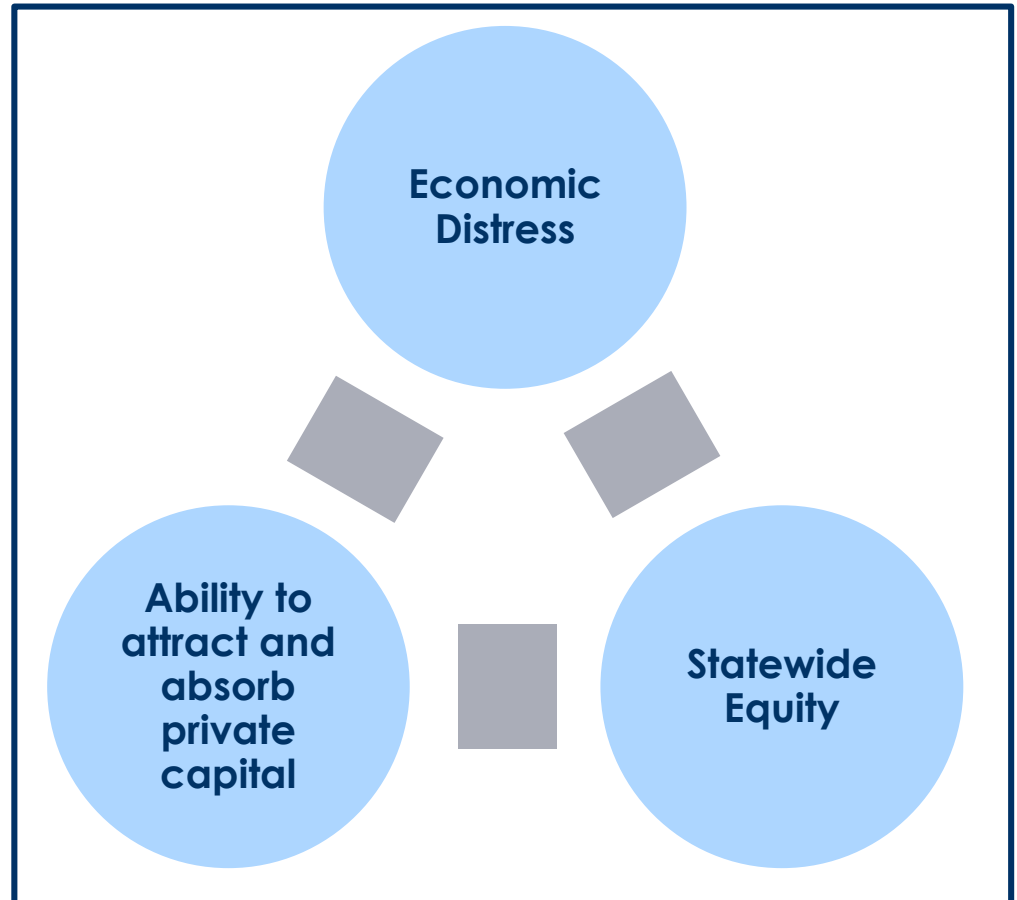 Economic
Distress
Ability to
attract and
absorb
private
capital
Statewide
Equity